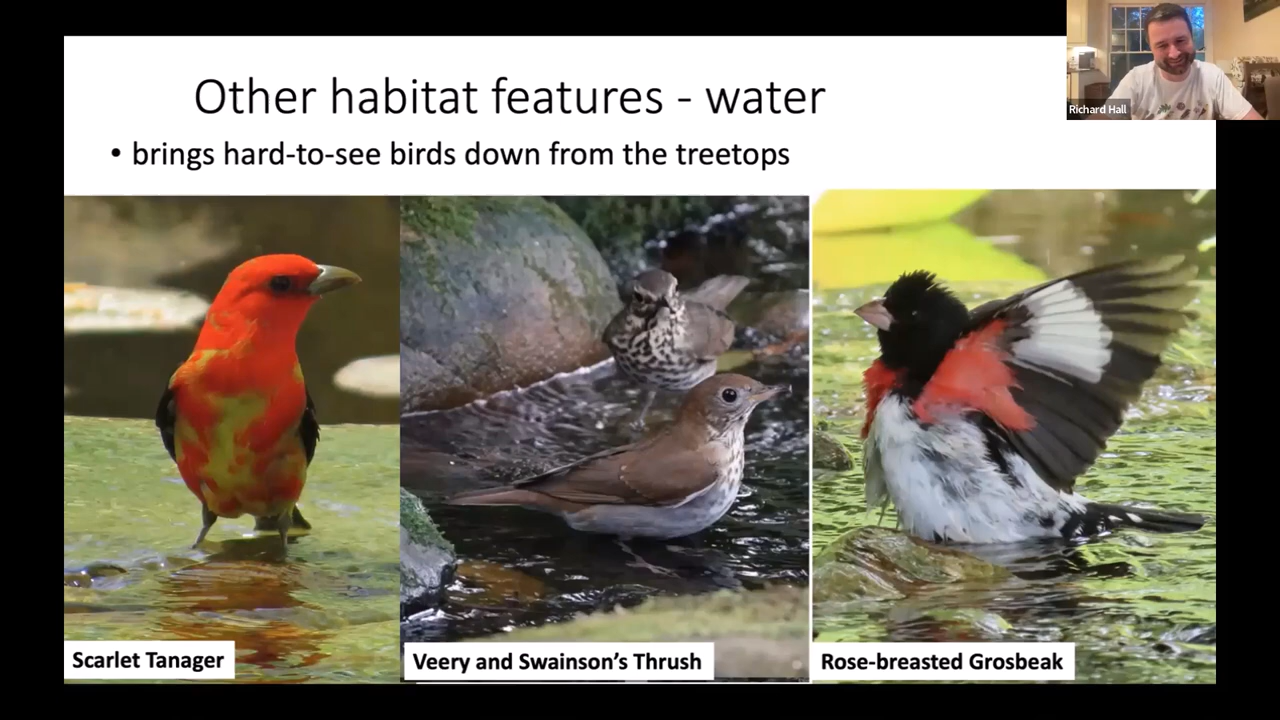 Other habitat features - water
• brings hard-to-see birds down from the treetops
Richard Hall
Scarlet Tanager
Veery and Swainson's Thrush
Rose-breasted Grosbeak